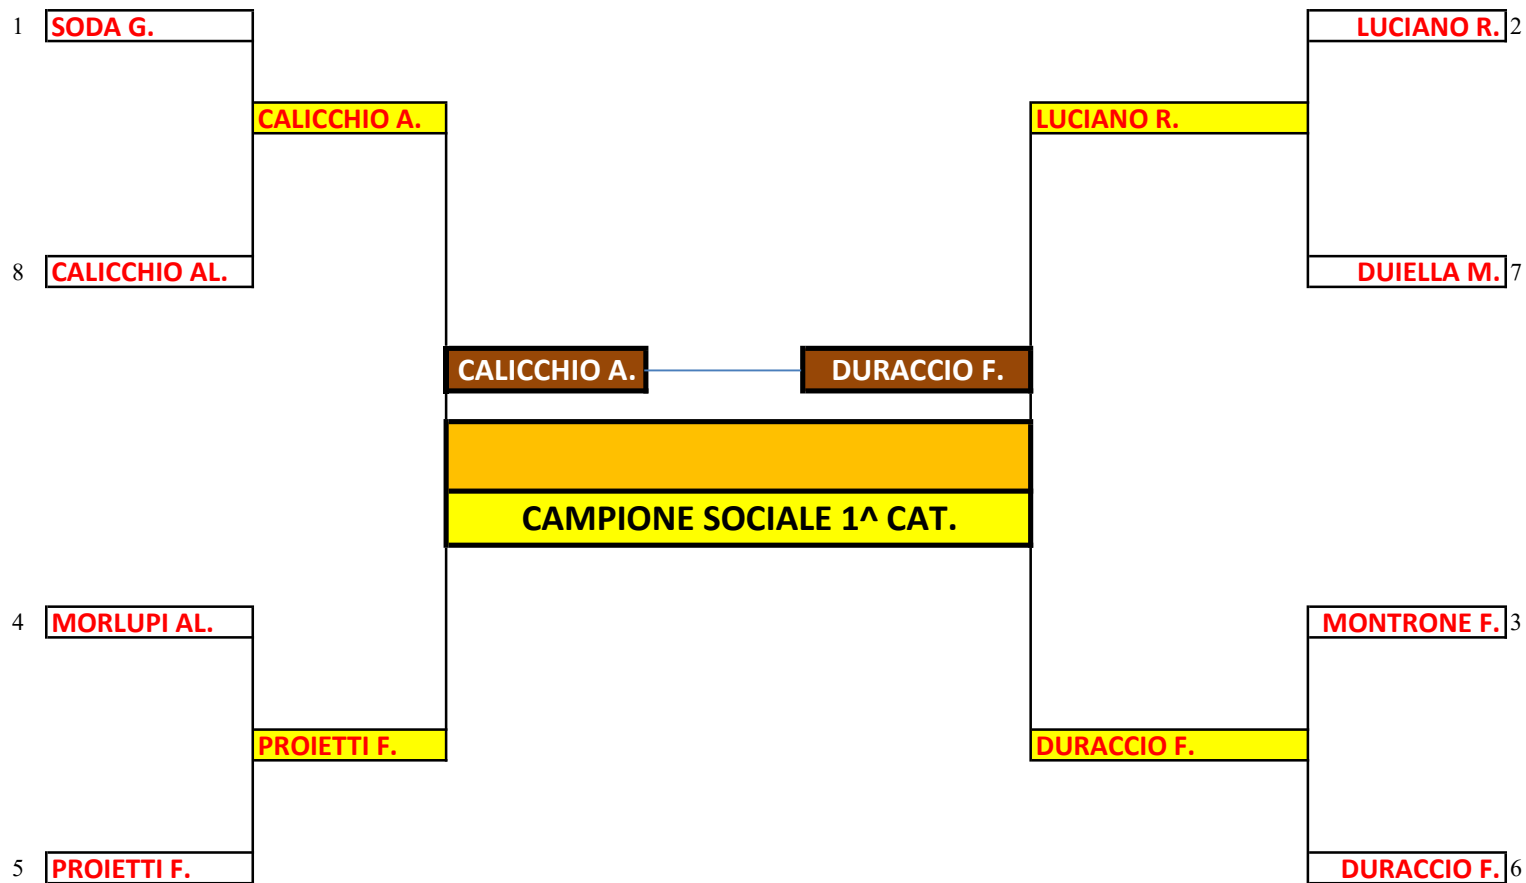 1 SODA G. LUCIANO R. 2
CALICCHIO A. LUCIANO R.
8 CALICCHIO AL. DUIELLA M. 7
CALICCHIO A. DURACCIO F.
CAMPIONE SOCIALE 1^ CAT.
4 MORLUPI AL. MONTRONE F. 3
PROIETTI F. DURACCIO F.
5 PROIETTI F. DURACCIO F. 6